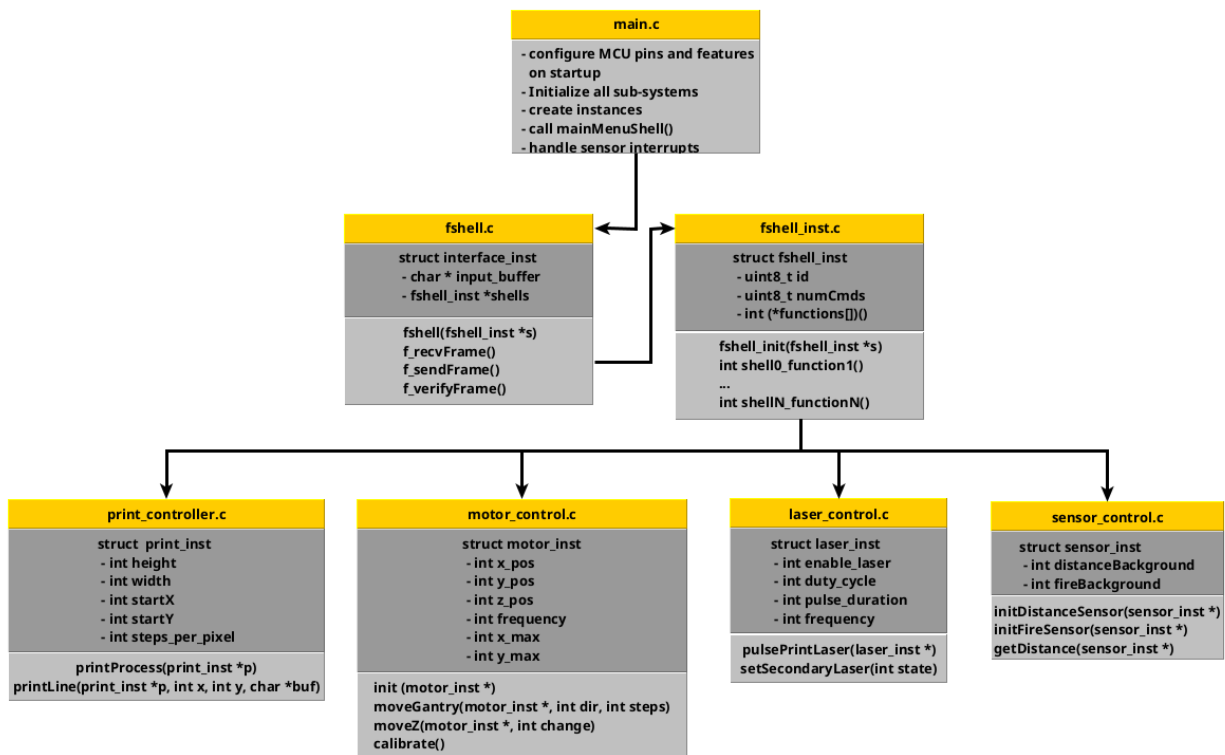 main.c
- configure MCU pins and features
on startup
- Initialize all sub-systems
- create instances
- call mainMenuShell()
- handle sensor interrupts
fshell.c
struct interface_inst
- char * input_buffer
- fshell_inst *shells
fshell(fshell_inst *s)
f_recvFrame()
f_sendFrame()
f_verifyFrame()
fshell_inst.c
struct fshell_inst
- uint8_t id
- uint8_t numCmds
- int (*functions[])()
fshell_init(fshell_inst *s)
int shell0_function1()
...
int shellN_functionN()
print_controller.c
struct print_inst
- int height
- int width
- int startX
- int startY
- int steps_per_pixel
printProcess(print_inst *p)
printLine(print_inst *p, int x, int y, char *buf)
motor_control.c
struct motor_inst
- int x_pos
- int y_pos
- int z_pos
- int frequency
- int x_max
- int y_max
init (motor_inst *)
moveGantry(motor_inst *, int dir, int steps)
moveZ(motor_inst *, int change)
calibrate()
laser_control.c
struct laser_inst
- int enable_laser
- int duty_cycle
- int pulse_duration
- int frequency
pulsePrintLaser(laser_inst *)
setSecondaryLaser(int state)
sensor_control.c
struct sensor_inst
- int distanceBackground
- int fireBackground
initDistanceSensor(sensor_inst *)
initFireSensor(sensor_inst *)
getDistance(sensor_inst *)